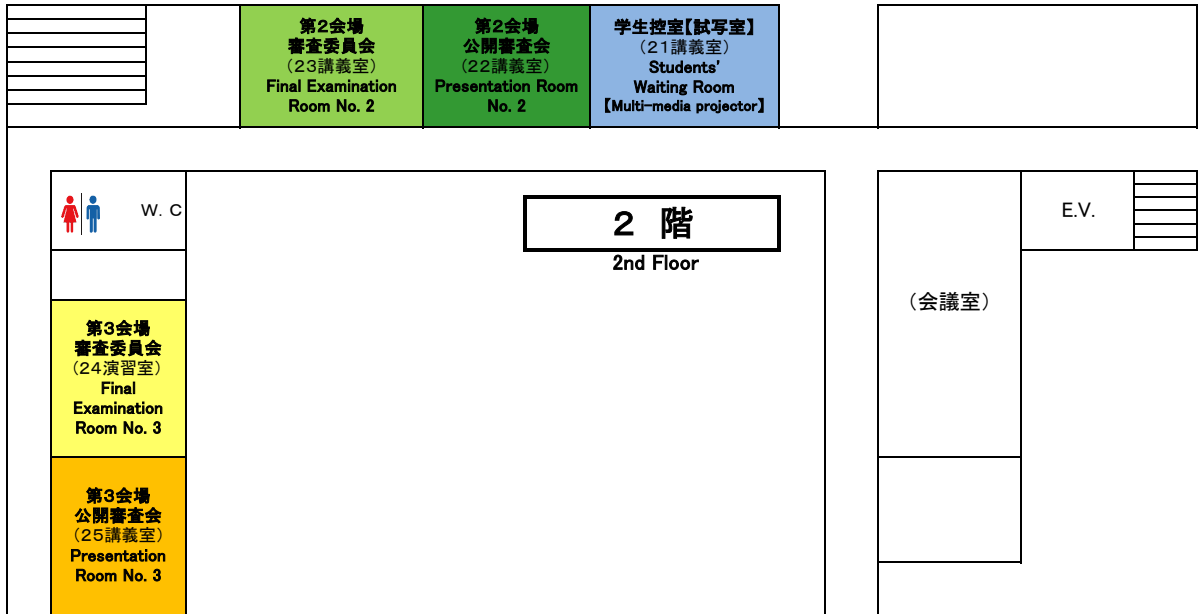 第2会場
審査委員会
（23講義室）
Final Examination
Room No. 2
第2会場
公開審査会
（22講義室）
Presentation Room
No. 2
学生控室【試写室】
（21講義室）
Students'
Waiting Room
【Multi-media projector】
W. C
２　階
2nd Floor
E.V.
（会議室）
第3会場
審査委員会
（24演習室）
Final
Examination
Room No. 3
第3会場
公開審査会
（25講義室）
Presentation
Room No. 3